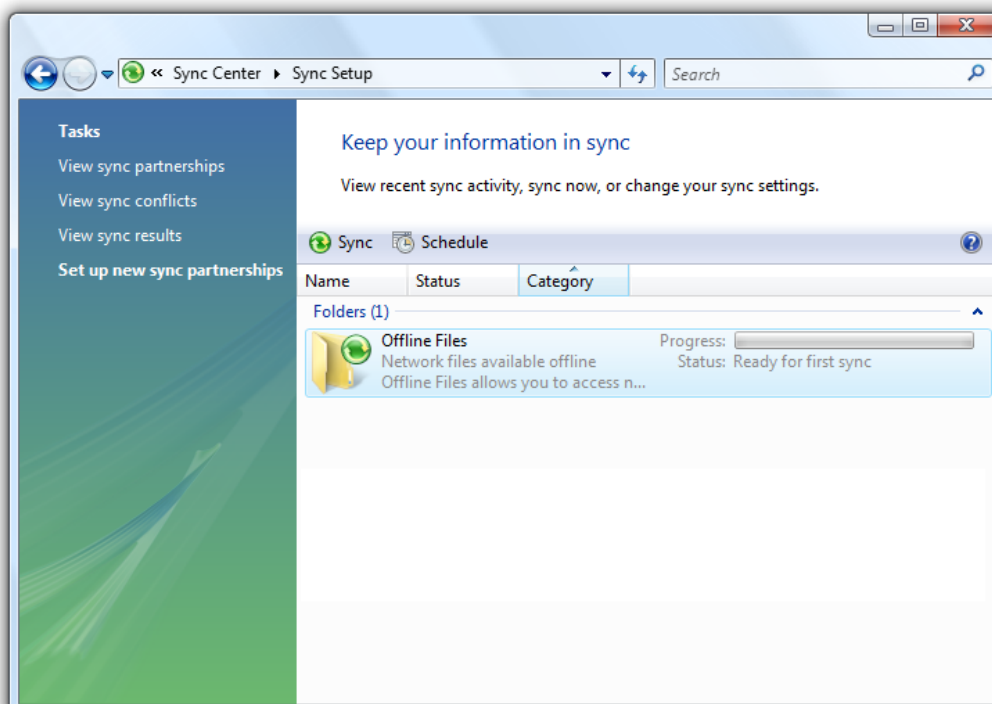 « Sync Center ▸ Sync Setup
Search
Tasks
View sync partnerships
View sync conflicts
View sync results
Set up new sync partnerships
Keep your information in sync
View recent sync activity, sync now, or change your sync settings.
Sync Schedule
Name Status Category
Folders (1)
Offline Files
Network files available offline
Offline Files allows you to access n...
Progress:
Status: Ready for first sync